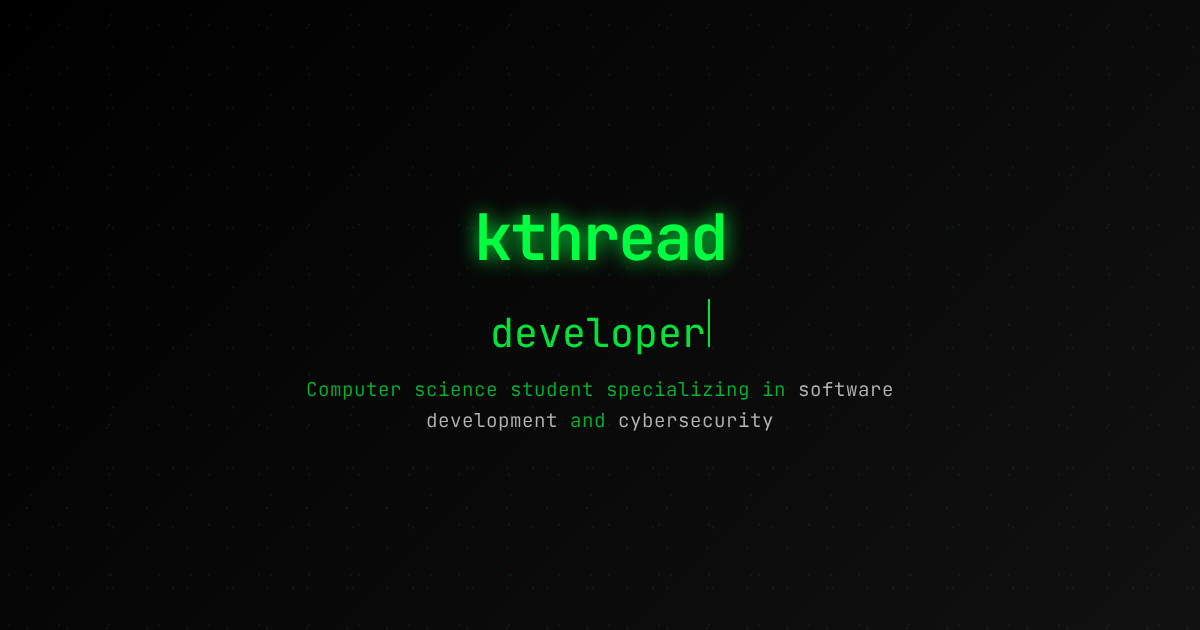 kthread
developer
Computer science student specializing in software
development and cybersecurity